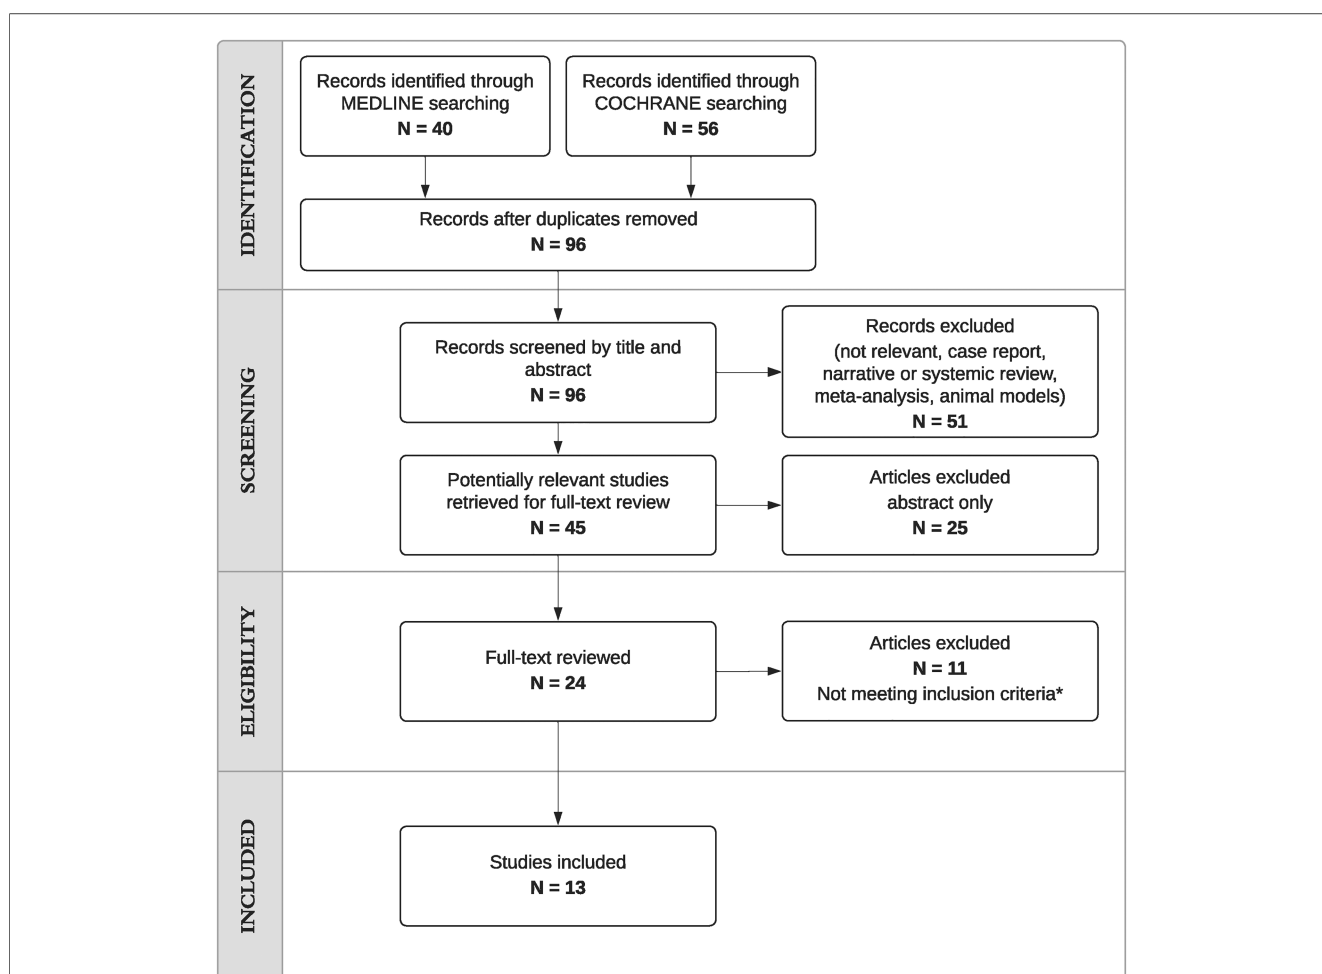 IDENTIFICATION
Records identified through
MEDLINE searching
N = 40
Records identified through
COCHRANE searching
N = 56
Records after duplicates removed
N = 96
SCREENING
Records screened by title and
abstract
N = 96
Records excluded
(not relevant, case report,
narrative or systemic review,
meta-analysis, animal models)
N = 51
Potentially relevant studies
retrieved for full-text review
N = 45
Articles excluded
abstract only
N = 25
ELIGIBILITY
Full-text reviewed
N = 24
Articles excluded
N = 11
Not meeting inclusion criteria*
INCLUDED
Studies included
N = 13